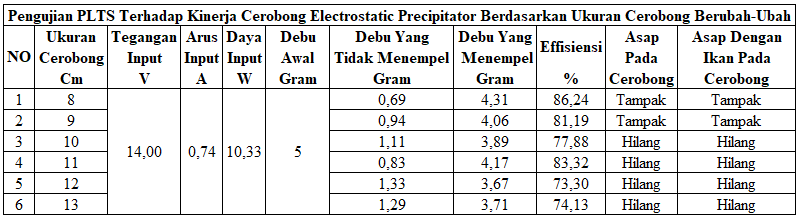 Pengujian PLTS Terhadap Kinerja Cerobong Electrostatic Precipitator Berdasarkan Ukuran Cerobong Berubah-Ubah
NO Ukuran Cerobong Cm Tegangan Input V Arus Input A Daya Input W Debu Awal Gram Debu Yang Tidak Menempel Gram Debu Yang Menempel Gram Effisiensi % Asap Pada Cerobong Asap Dengan Ikan Pada Cerobong
1 8 14,00 0,74 10,33 5 0,69 4,31 86,24 Tampak Tampak
2 9 0,94 4,06 81,19 Tampak Tampak
3 10 1,11 3,89 77,88 Hilang Hilang
4 11 0,83 4,17 83,32 Hilang Hilang
5 12 1,33 3,67 73,30 Hilang Hilang
6 13 1,29 3,71 74,13 Hilang Hilang